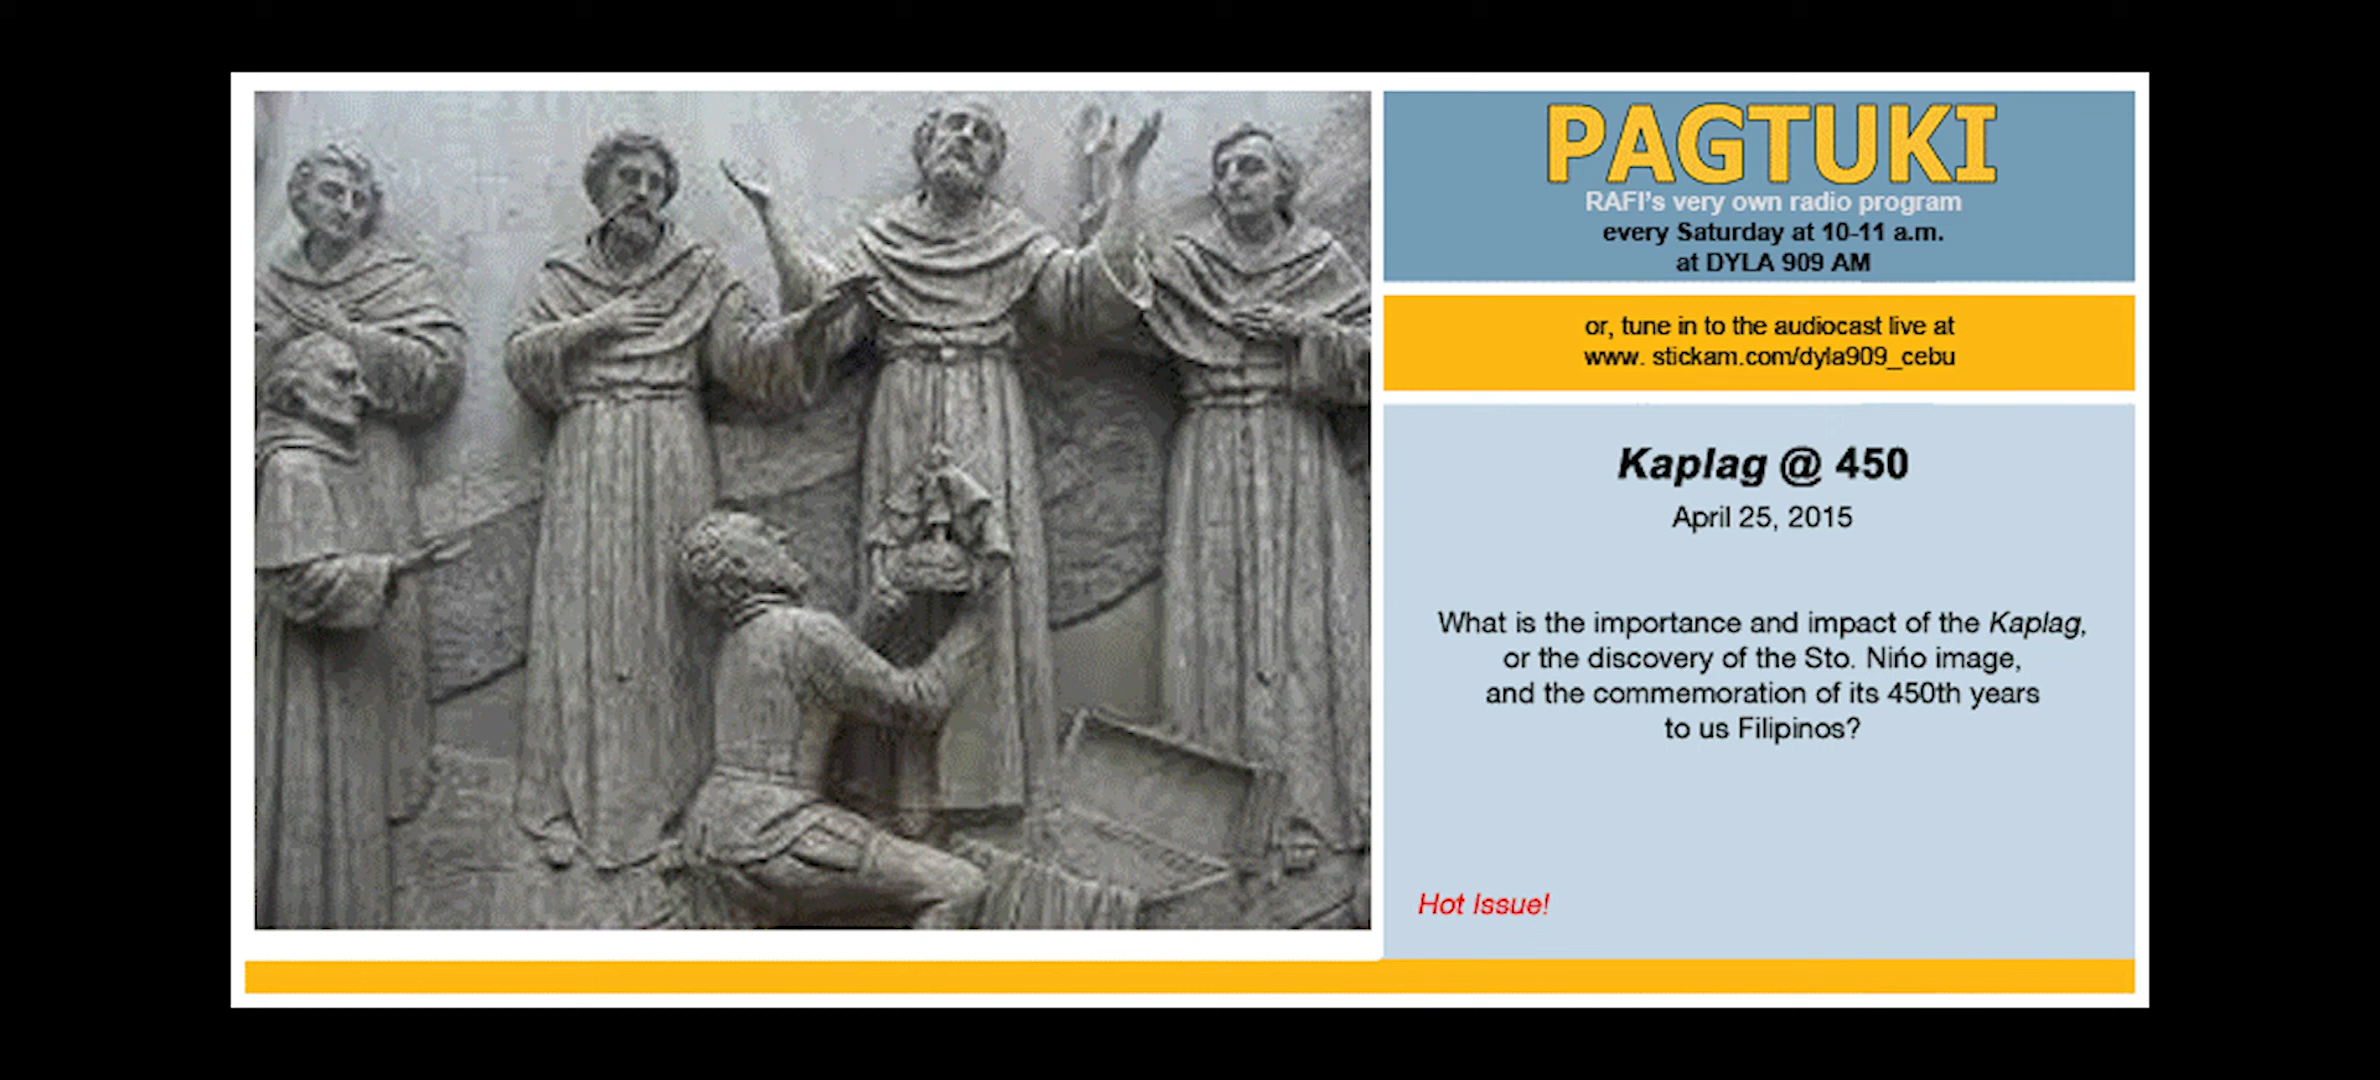 PAGTUKI
RAFI's very own radio program
every Saturday at 10-11 a.m.
at DYLA 909 AM
or, tune in to the audiocast live at
www. stickam.com/dyla909_cebu
Kaplag @ 450
April 25, 2015
What is the importance and impact of the Kaplag,
or the discovery of the Sto. Nińo image,
and the commemoration of its 450th years
to us Filipinos?
Hot Issue!